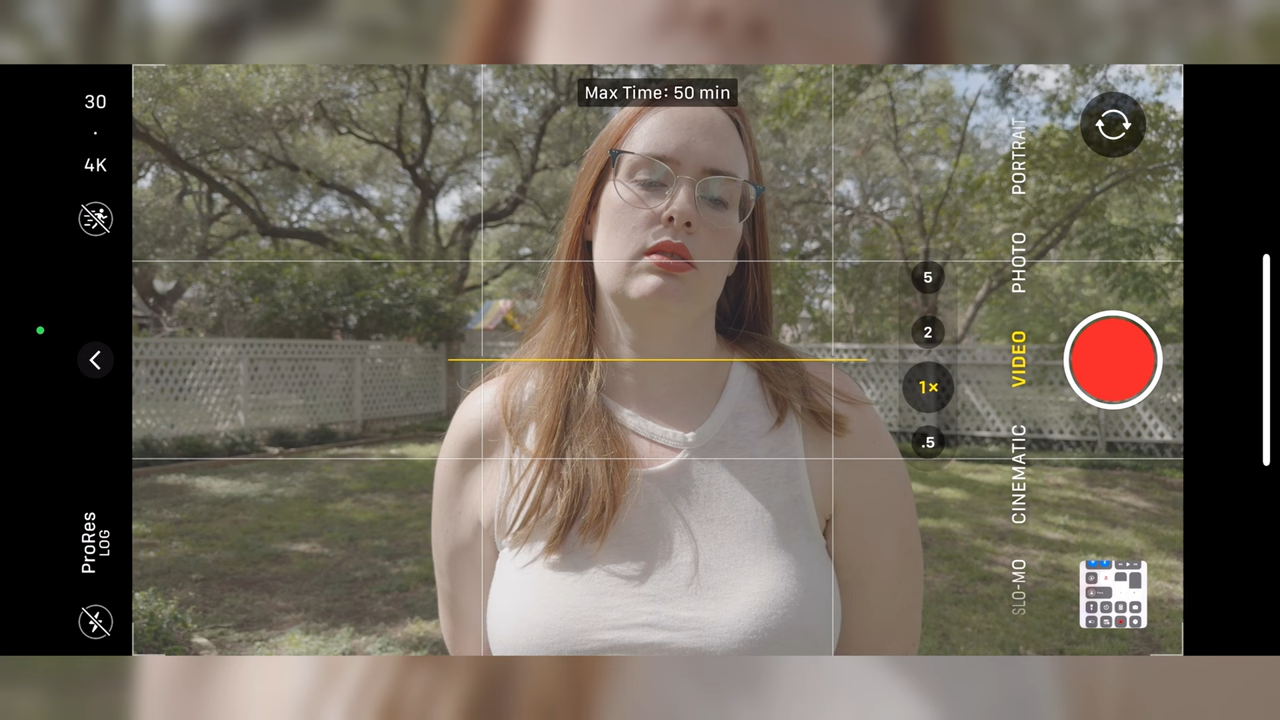 30
4K
ProRes
LOG
Max Time: 50 min
5
2
1×
.5
PORTRAIT
PHOTO
VIDEO
CINEMATIC
SLO-MO